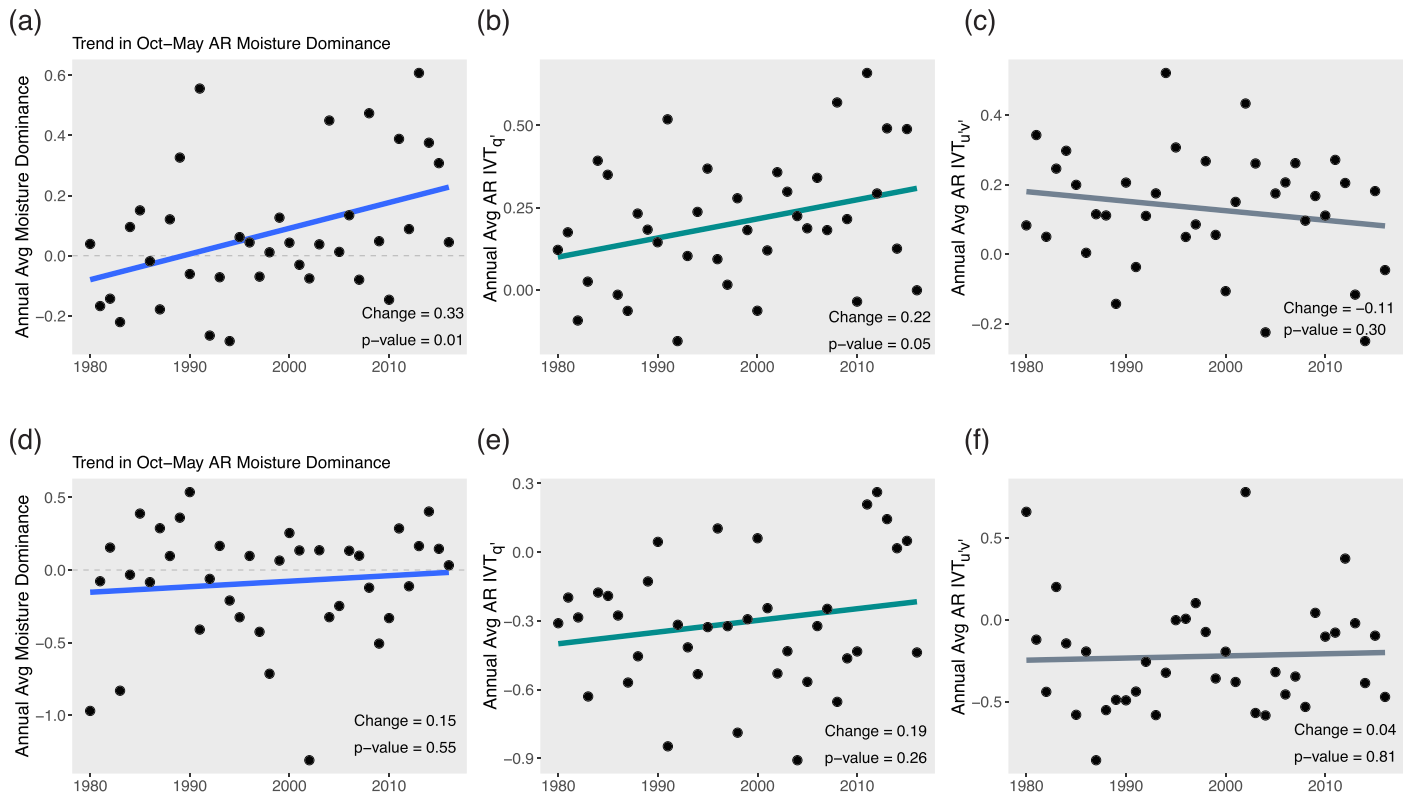 (a)
Trend in Oct−May AR Moisture Dominance
Annual Avg Moisture Dominance
0.6
0.4
0.2
0.0
−0.2
Change = 0.33
p−value = 0.01
1980 1990 2000 2010
(b)
Annual Avg AR IVTq'
0.50
0.25
0.00
Change = 0.22
p−value = 0.05
1980 1990 2000 2010
(c)
Annual Avg AR IVTu'v'
0.4
0.2
0.0
−0.2
Change = −0.11
p−value = 0.30
1980 1990 2000 2010
(d)
Trend in Oct−May AR Moisture Dominance
Annual Avg Moisture Dominance
0.5
0.0
−0.5
−1.0
Change = 0.15
p−value = 0.55
1980 1990 2000 2010
(e)
Annual Avg AR IVTq'
0.3
0.0
−0.3
−0.6
−0.9
Change = 0.19
p−value = 0.26
1980 1990 2000 2010
(f)
Annual Avg AR IVTu'v'
0.5
0.0
−0.5
Change = 0.04
p−value = 0.81
1980 1990 2000 2010